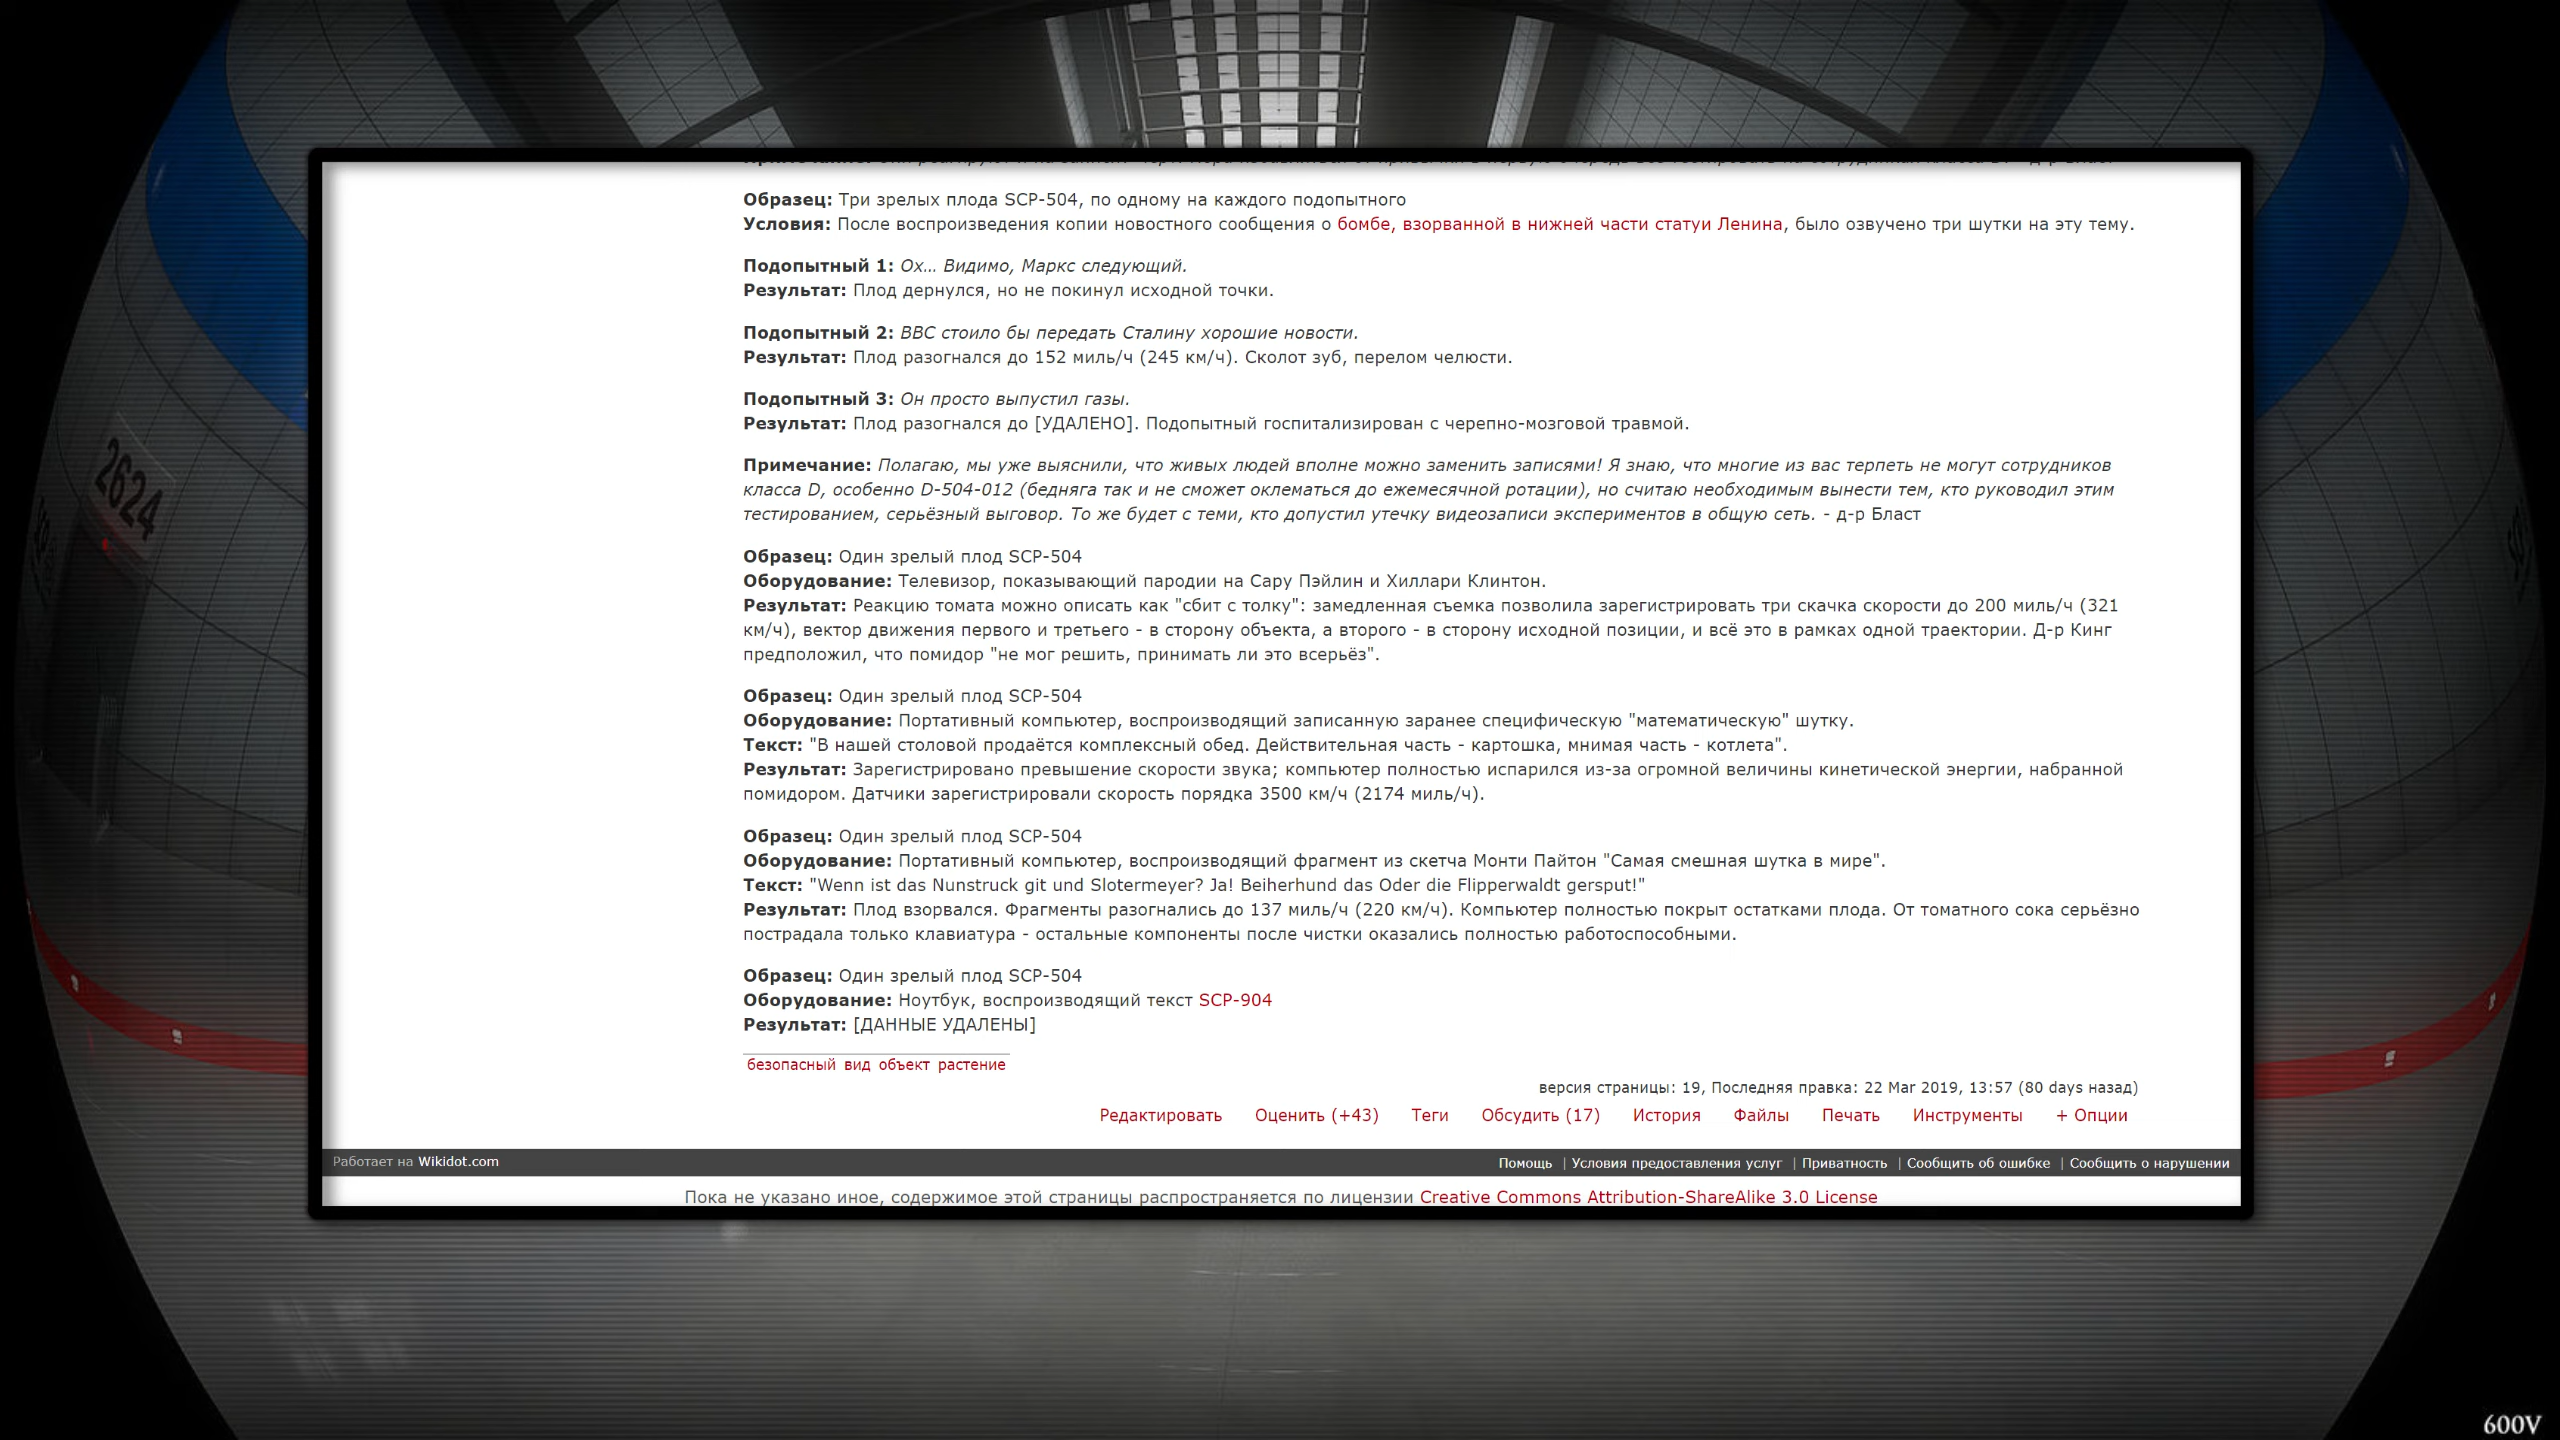 Образец: Три зрелых плода SCP-504, по одному на каждого подопытного
Условия: После воспроизведения копии новостного сообщения о бомбе, взорванной в нижней части статуи Ленина, было озвучено три шутки на эту тему.
Подопытный 1: Ох... Видимо, Маркс следующий.
Результат: Плод дернулся, но не покинул исходной точки.
Подопытный 2: BBC стоило бы передать Сталину хорошие новости.
Результат: Плод разогнался до 152 миль/ч (245 км/ч). Сколот зуб, перелом челюсти.
Подопытный 3: Он просто выпустил газы.
Результат: Плод разогнался до [УДАЛЕНО]. Подопытный госпитализирован с черепно-мозговой травмой.
Примечание: Полагаю, мы уже выяснили, что живых людей вполне можно заменить записями! Я знаю, что многие из вас терпеть не могут сотрудников
класса D, особенно D-504-012 (бедняга так и не сможет оклематься до ежемесячной ротации), но считаю необходимым вынести тем, кто руководил этим
тестированием, серьёзный выговор. То же будет с теми, кто допустил утечку видеозаписи экспериментов в общую сеть. - д-р Бласт
Образец: Один зрелый плод SCP-504
Оборудование: Телевизор, показывающий пародии на Сару Пэйлин и Хиллари Клинтон.
Результат: Реакцию томата можно описать как "сбит с толку": замедленная съемка позволила зарегистрировать три скачка скорости до 200 миль/ч (321
км/ч), вектор движения первого и третьего - в сторону объекта, а второго - в сторону исходной позиции, и всё это в рамках одной траектории. Д-р Кинг
предположил, что помидор "не мог решить, принимать ли это всерьёз".
Образец: Один зрелый плод SCP-504
Оборудование: Портативный компьютер, воспроизводящий записанную заранее специфическую "математическую" шутку.
Текст: "В нашей столовой продаётся комплексный обед. Действительная часть - картошка, мнимая часть - котлета".
Результат: Зарегистрировано превышение скорости звука; компьютер полностью испарился из-за огромной величины кинетической энергии, набранной
помидором. Датчики зарегистрировали скорость порядка 3500 км/ч (2174 миль/ч).
Образец: Один зрелый плод SCP-504
Оборудование: Портативный компьютер, воспроизводящий фрагмент из скетча Монти Пайтон "Самая смешная шутка в мире".
Текст: "Wenn ist das Nunstruck git und Slotermeyer? Ja! Beiherhund das Oder die Flipperwaldt gersput!"
Результат: Плод взорвался. Фрагменты разогнались до 137 миль/ч (220 км/ч). Компьютер полностью покрыт остатками плода. От томатного сока серьёзно
пострадала только клавиатура - остальные компоненты после чистки оказались полностью работоспособными.
Образец: Один зрелый плод SCP-504
Оборудование: Ноутбук, воспроизводящий текст SCP-904
Результат: [ДАННЫЕ УДАЛЕНЫ]
безопасный вид объект растение
версия страницы: 19, Последняя правка: 22 Mar 2019, 13:57 (80 days назад)
Редактировать Оценить (+43) Теги Обсудить (17) История Файлы Печать Инструменты + Опции
Работает на Wikidot.com
Помощь | Условия предоставления услуг | Приватность | Сообщить об ошибке | Сообщить о нарушении
Пока не указано иное, содержимое этой страницы распространяется по лицензии Creative Commons Attribution-ShareAlike 3.0 License
2624
600V